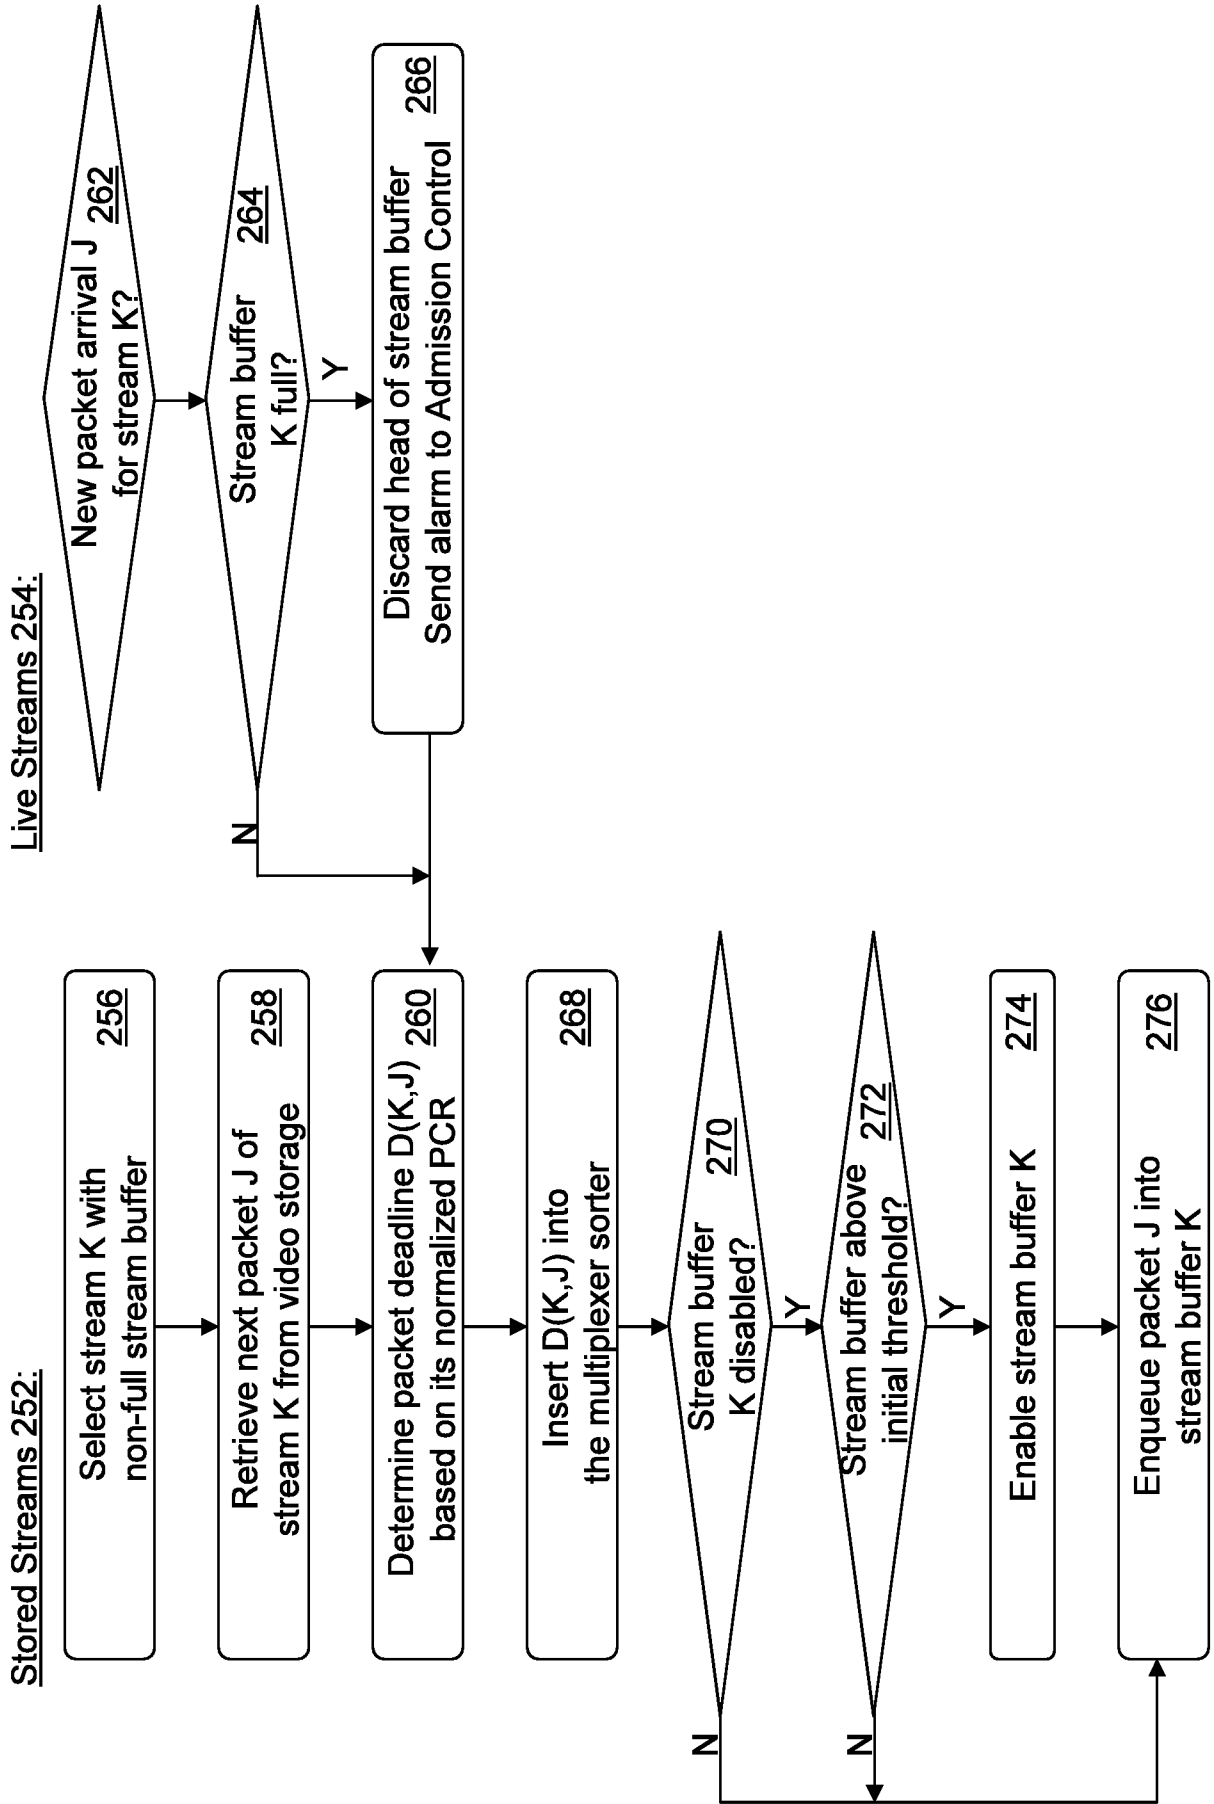 Stored Streams 252:
Select stream K with
non-full stream buffer
256
Retrieve next packet J of
stream K from video storage
258
Determine packet deadline D(K,J)
based on its normalized PCR
260
Insert D(K,J) into
the multiplexer sorter
268
Stream buffer
K disabled?
270
N
Y
Stream buffer above
initial threshold?
272
N
Y
Enable stream buffer K
274
Enqueue packet J into
stream buffer K
276
Live Streams 254:
New packet arrival J
for stream K?
262
Stream buffer
K full?
264
N
Y
Discard head of stream buffer
Send alarm to Admission Control
266